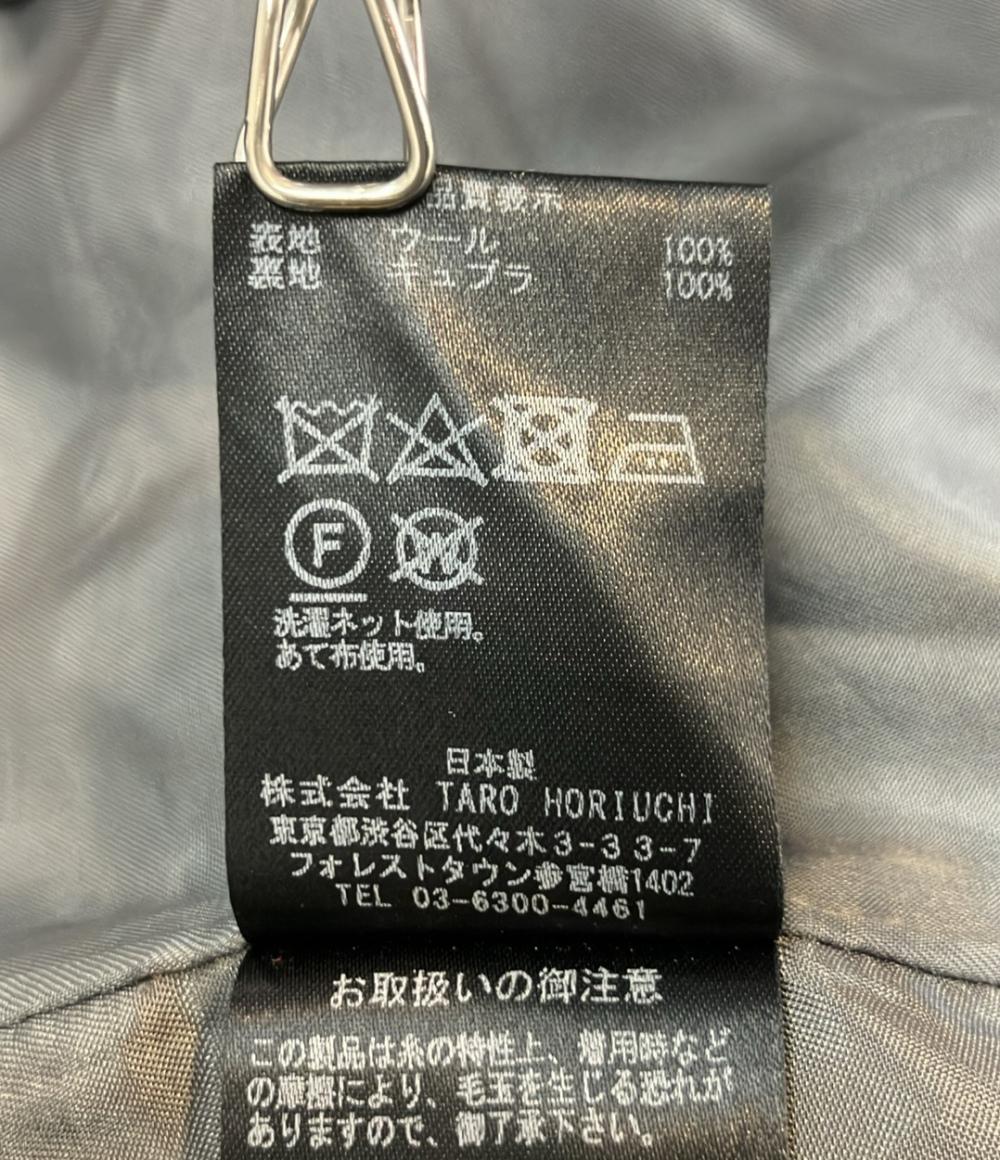 品質表示
表地 ウール 100%
裏地 キュプラ 100%
F
W
洗濯ネット使用。
あて布使用。
日本製
株式会社 TARO HORIUCHI
東京都渋谷区代々木3-33-7
フォレストタウン参宮橋1402
TEL 03-6300-4461
お取扱いの御注意
この製品は糸の特性上、着用時など
の摩擦により、毛玉を生じる恐れが
ありますので、御了承下さい。